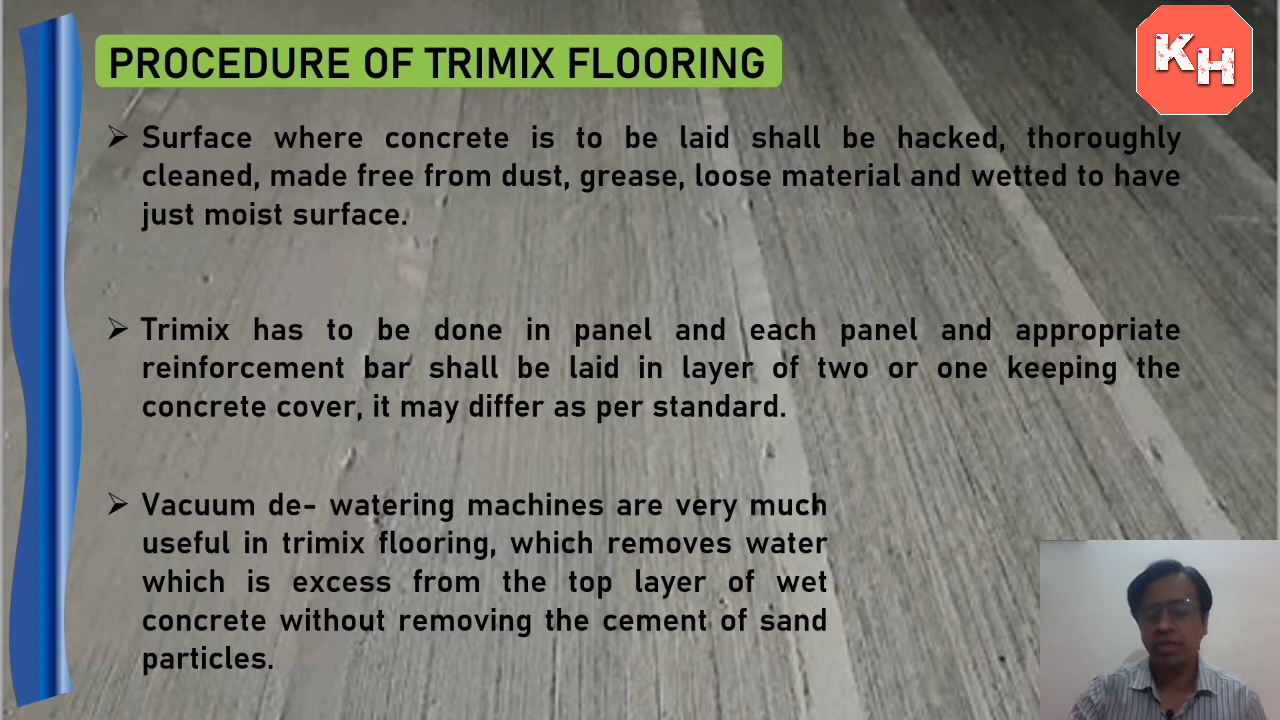 PROCEDURE OF TRIMIX FLOORING
KH
Surface where concrete is to be laid shall be hacked, thoroughly
cleaned, made free from dust, grease, loose material and wetted to have
just moist surface.
Trimix has to be done in panel and each panel and appropriate
reinforcement bar shall be laid in layer of two or one keeping the
concrete cover, it may differ as per standard.
Vacuum de- watering machines are very much
useful in trimix flooring, which removes water
which is excess from the top layer of wet
concrete without removing the cement of sand
particles.